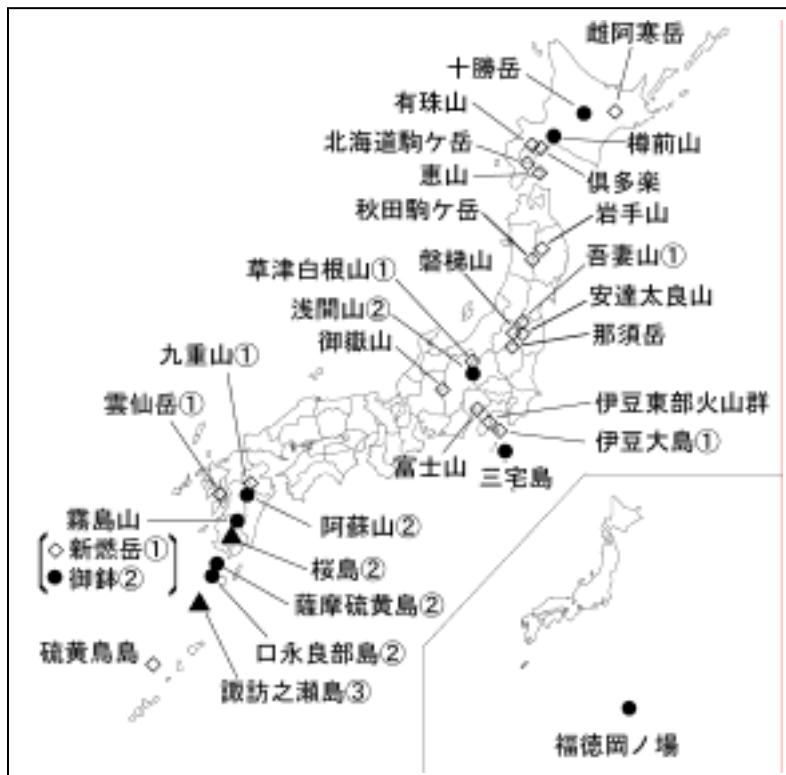 雌阿寒岳
十勝岳
有珠山
北海道駒ケ岳
樽前山
恵山
倶多楽
秋田駒ケ岳
岩手山
草津白根山①
磐梯山
吾妻山①
浅間山②
安達太良山
御嶽山
那須岳
九重山①
雲仙岳①
伊豆東部火山群
伊豆大島①
富士山
三宅島
霧島山
阿蘇山②
新燃岳①
御鉢②
桜島②
薩摩硫黄島②
硫黄鳥島
口永良部島②
諏訪之瀬島③
福徳岡ノ場